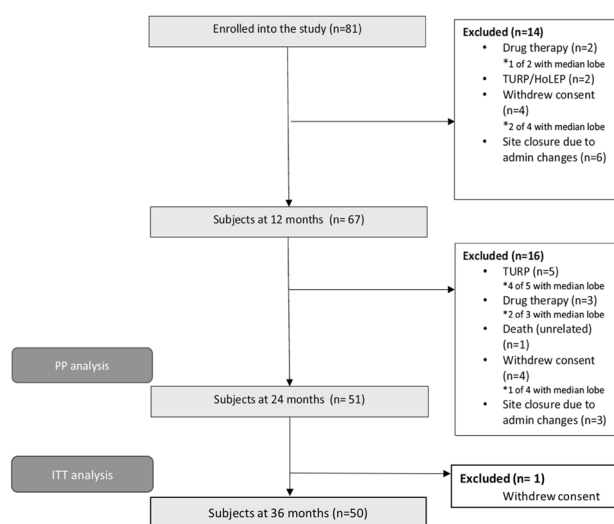 Enrolled into the study (n=81)
Excluded (n=14)
• Drug therapy (n=2)
*1 of 2 with median lobe
• TURP/HoLEP (n=2)
• Withdrew consent
(n=4)
*2 of 4 with median lobe
• Site closure due to
admin changes (n=6)
Subjects at 12 months (n= 67)
Excluded (n=16)
• TURP (n=5)
*4 of 5 with median lobe
• Drug therapy (n=3)
*2 of 3 with median lobe
• Death (unrelated)
(n=1)
• Withdrew consent
(n=4)
*1 of 4 with median lobe
• Site closure due to
admin changes (n=3)
PP analysis
Subjects at 24 months (n= 51)
ITT analysis
Excluded (n= 1)
Withdrew consent
Subjects at 36 months (n=50)